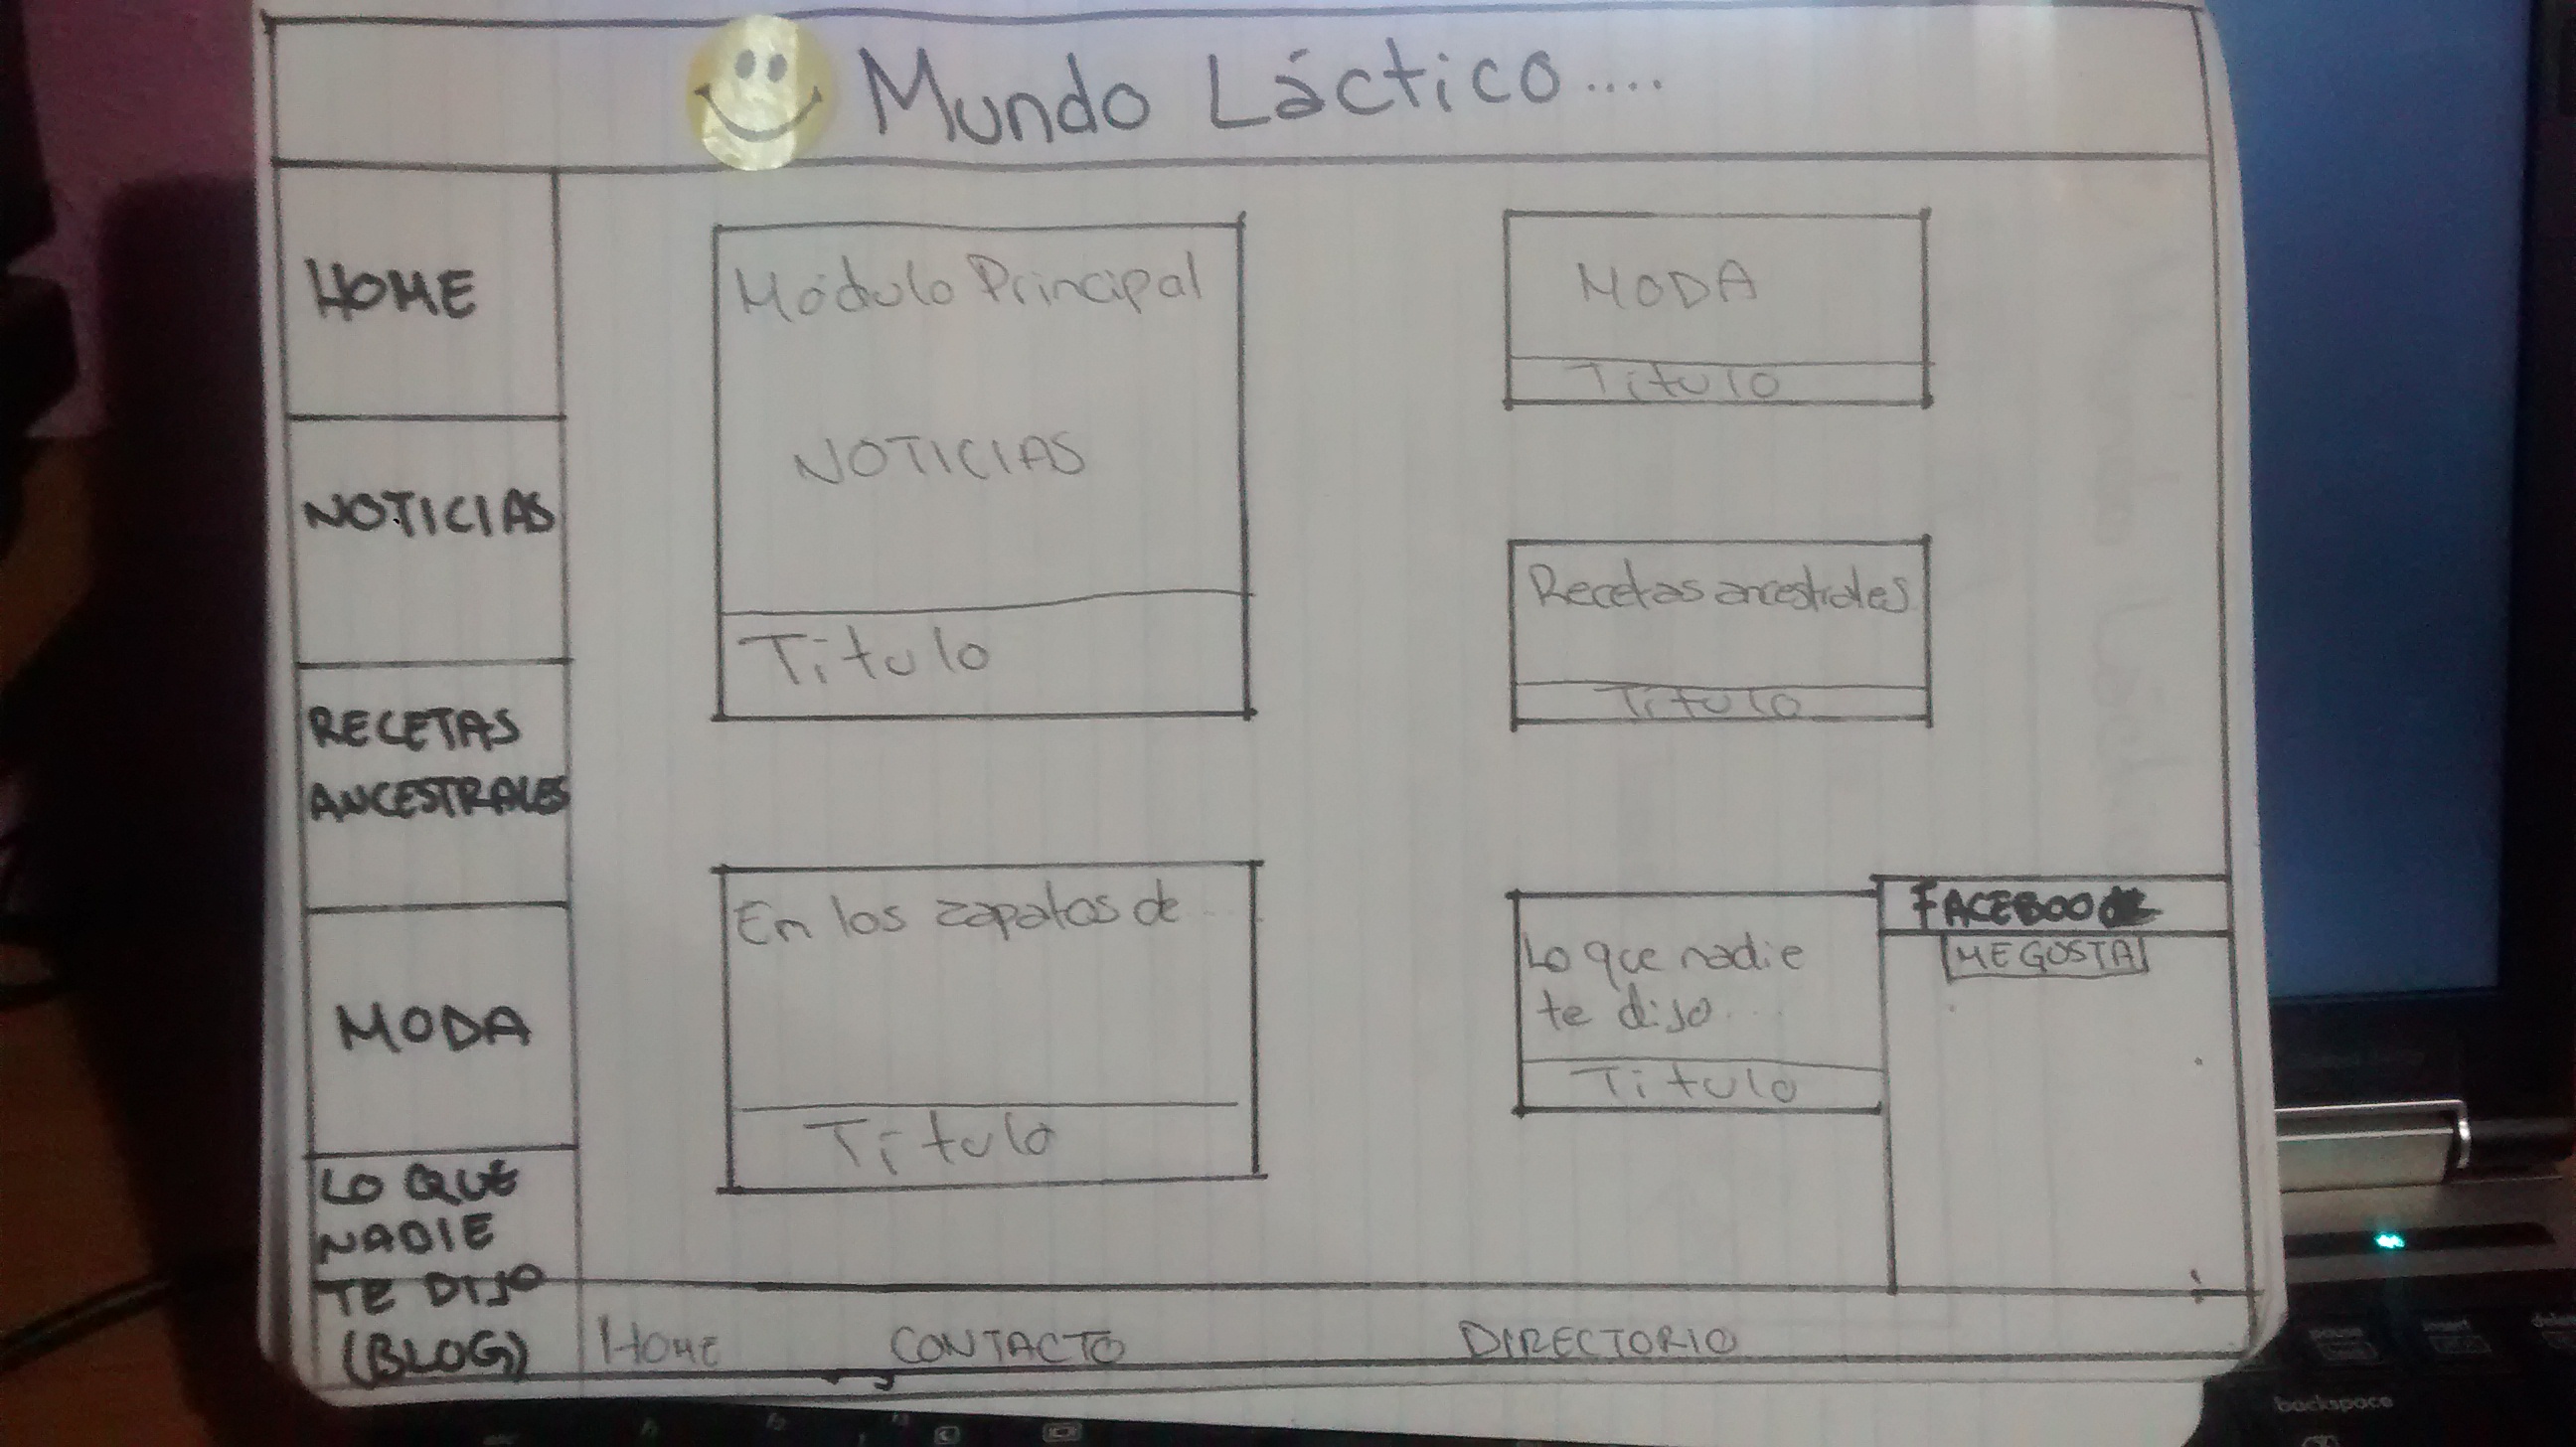 Mundo Láctico....
HOME
NOTICIAS
RECETAS
ANCESTRALES
MODA
LO QUE
NADIE
TE DIJO
(BLOG)
Módulo Principal
NOTICIAS
Titulo
MODA
Titulo
Recetas ancestrales
Titulo
En los zapatos de ...
Titulo
Lo que nadie
te dijo ....
Titulo
FACEBOOK
ME GUSTA
HOME CONTACTO DIRECTORIO
backspace